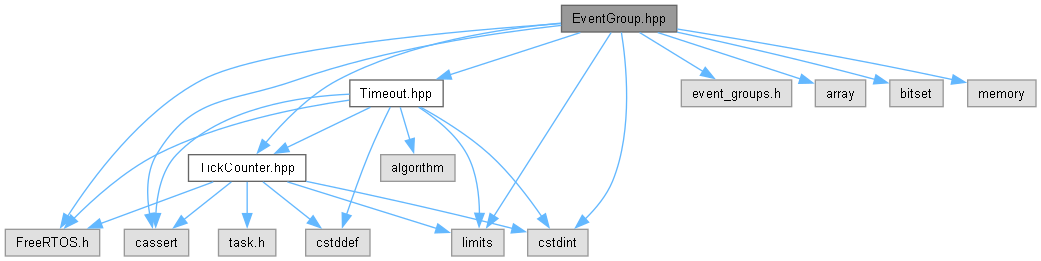 EventGroup.hpp
Timeout.hpp
event_groups.h
array
bitset
memory
TickCounter.hpp
algorithm
FreeRTOS.h
cassert
task.h
cstddef
limits
cstdint